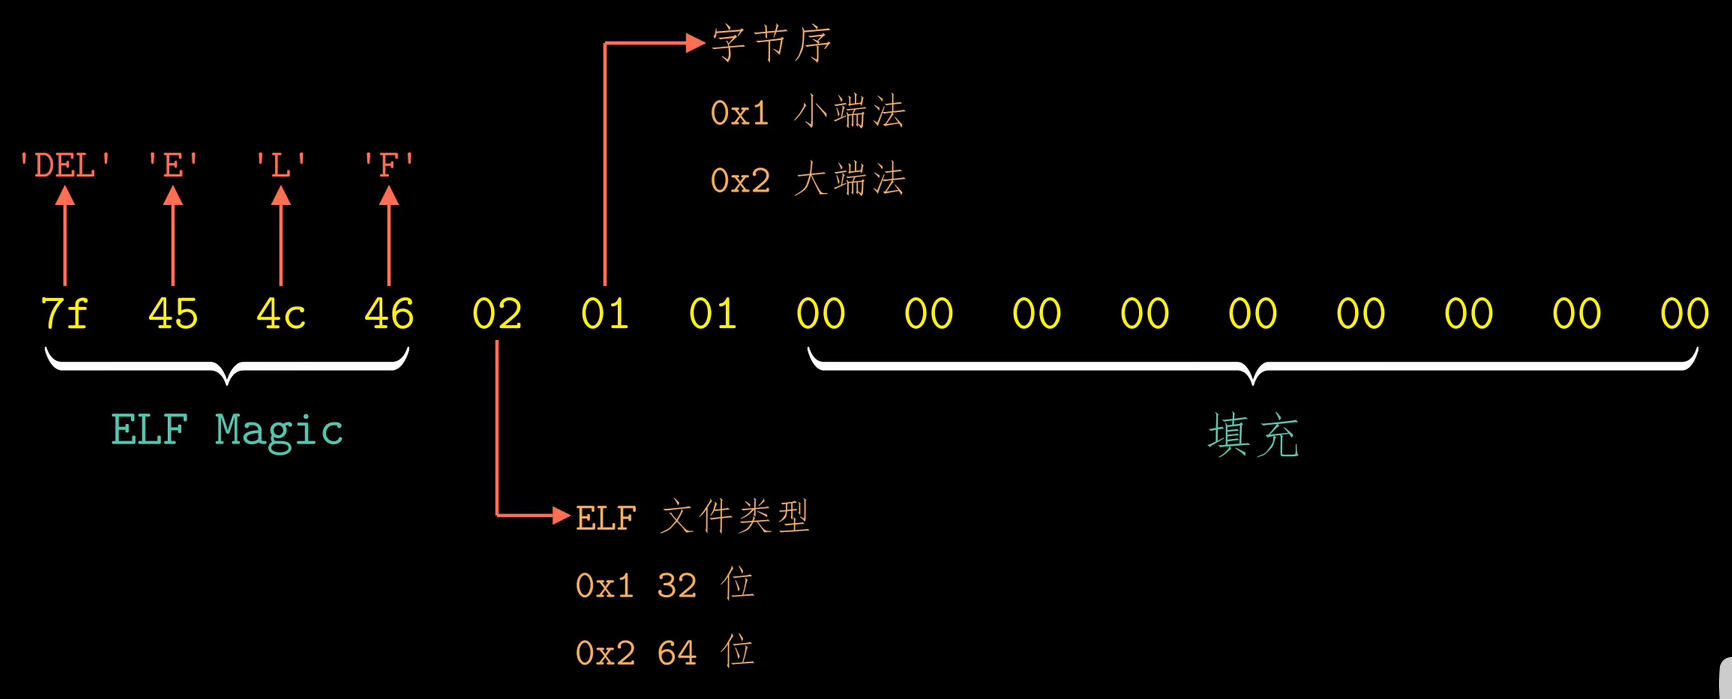 字节序
0x1 小端法
0x2 大端法
'DEL' 'E' 'L' 'F'
7f 45 4c 46 02 01 01 00 00 00 00 00 00 00 00 00
ELF Magic
填充
ELF 文件类型
0x1 32 位
0x2 64 位